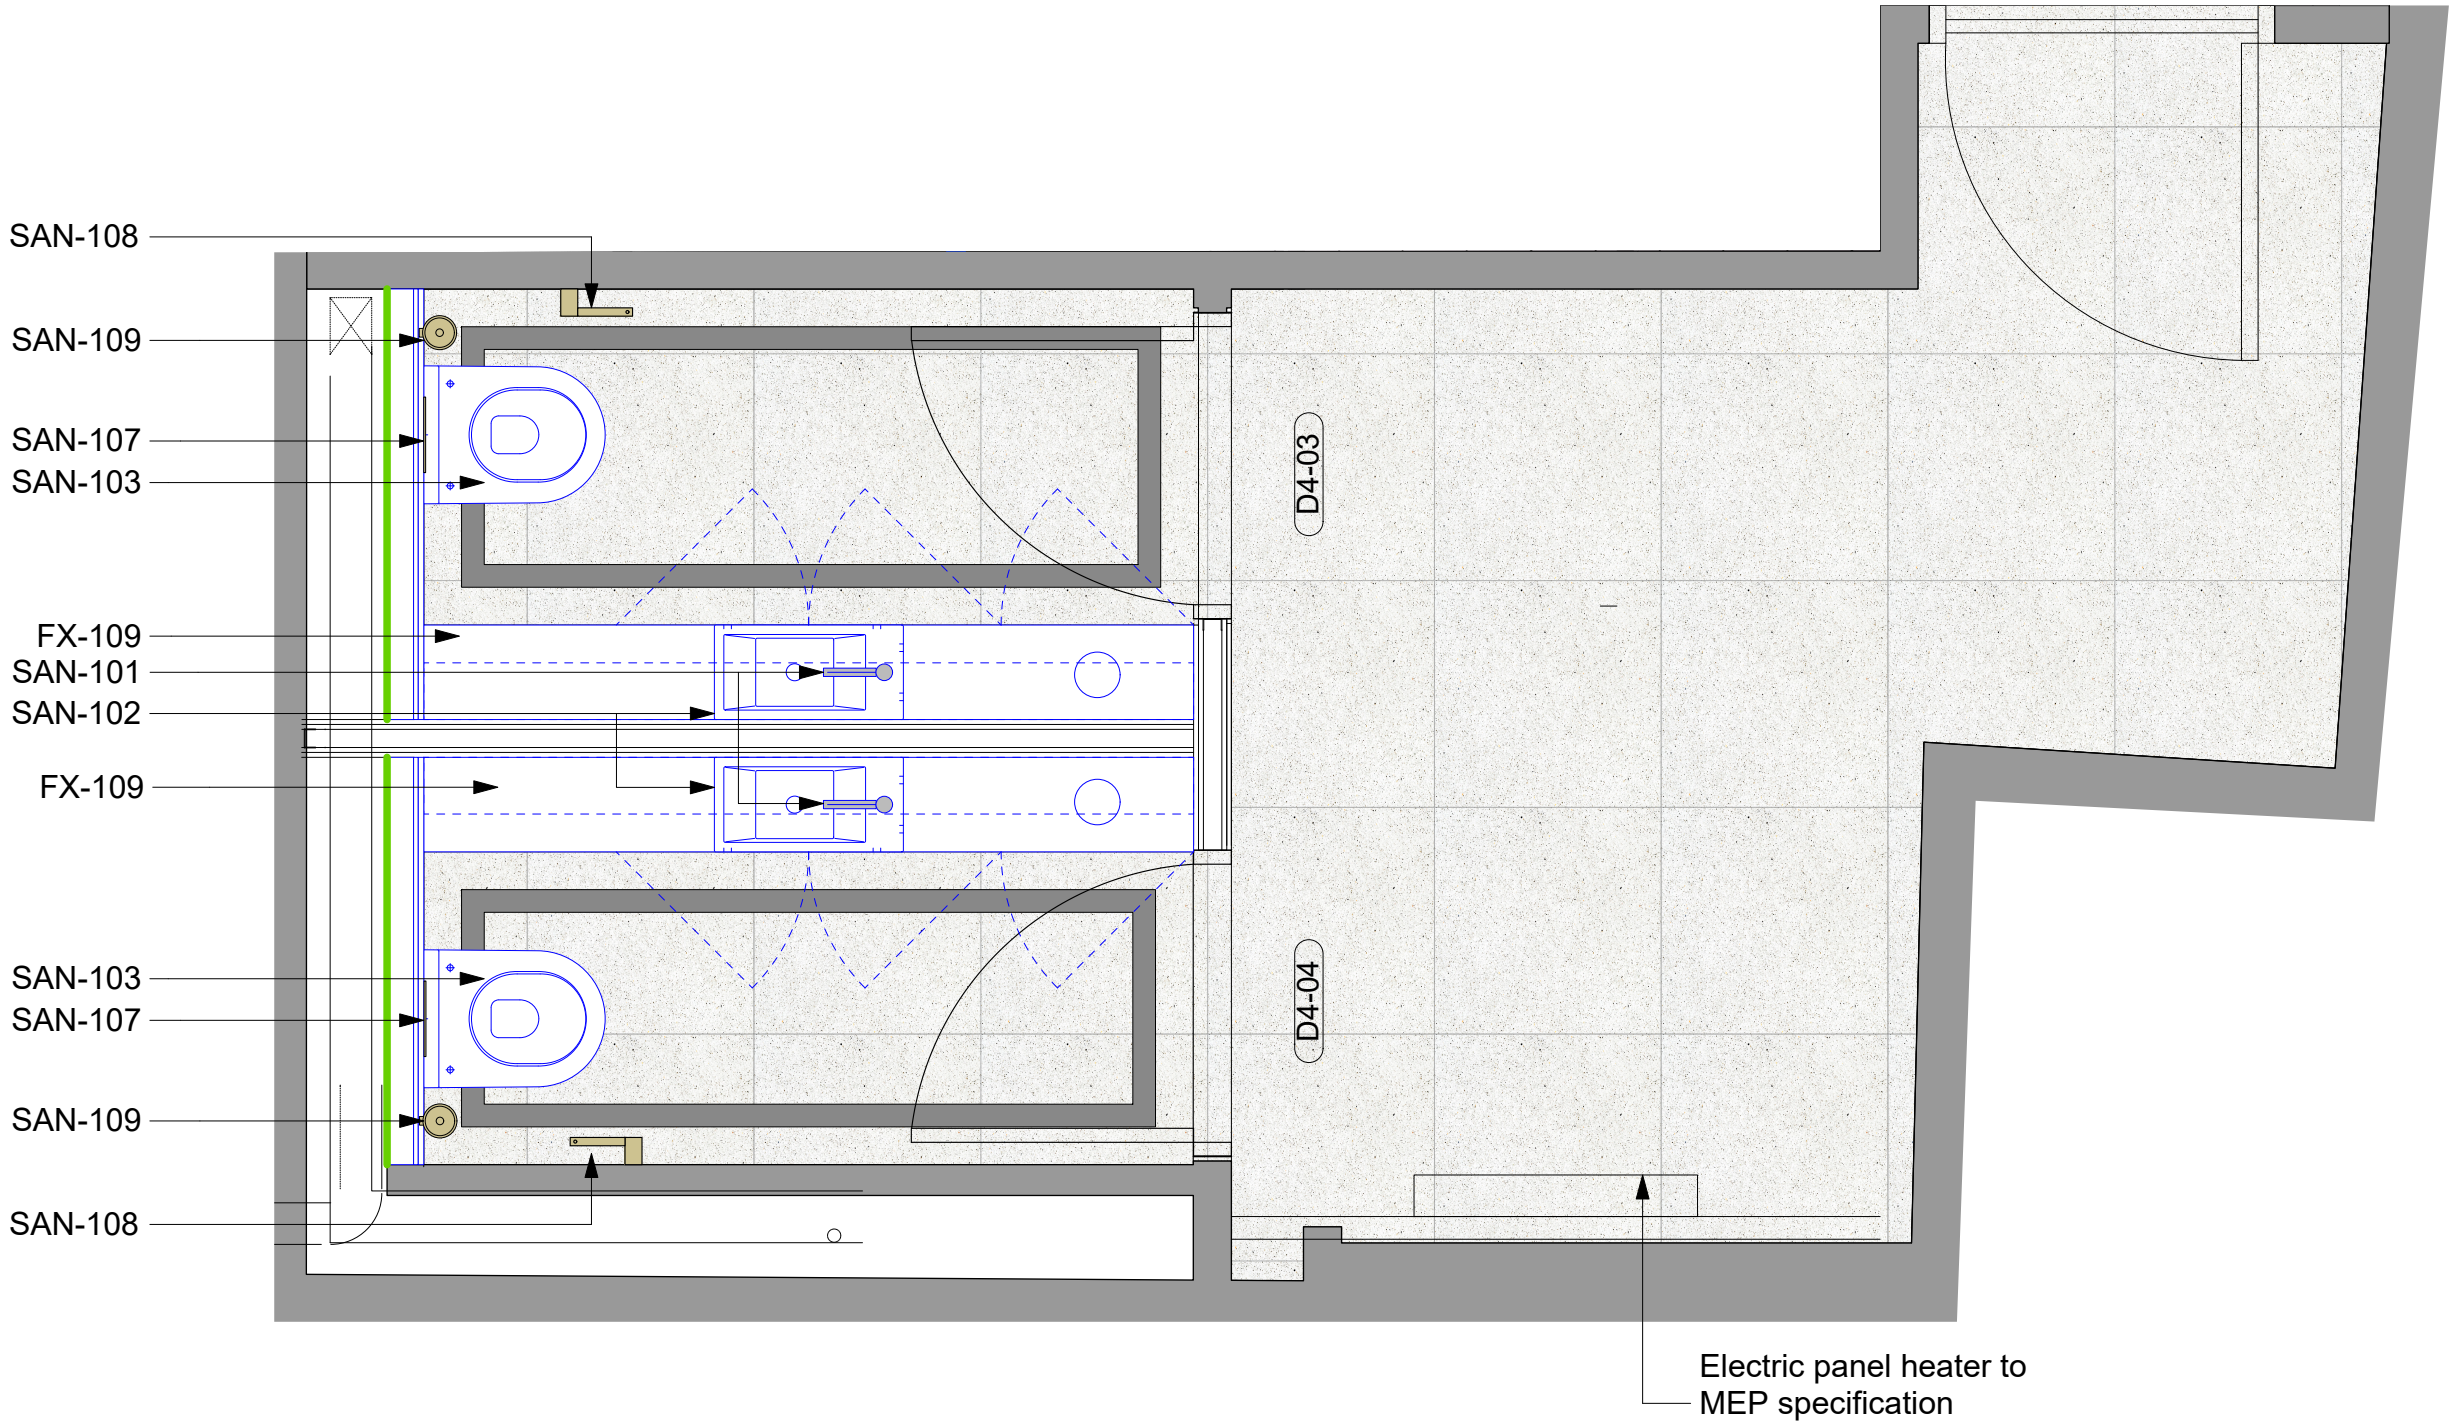 SAN-108
SAN-109
SAN-107
SAN-103
FX-109
SAN-101
SAN-102
FX-109
SAN-103
SAN-107
SAN-109
SAN-108
D4-03
D4-04
Electric panel heater to
MEP specification